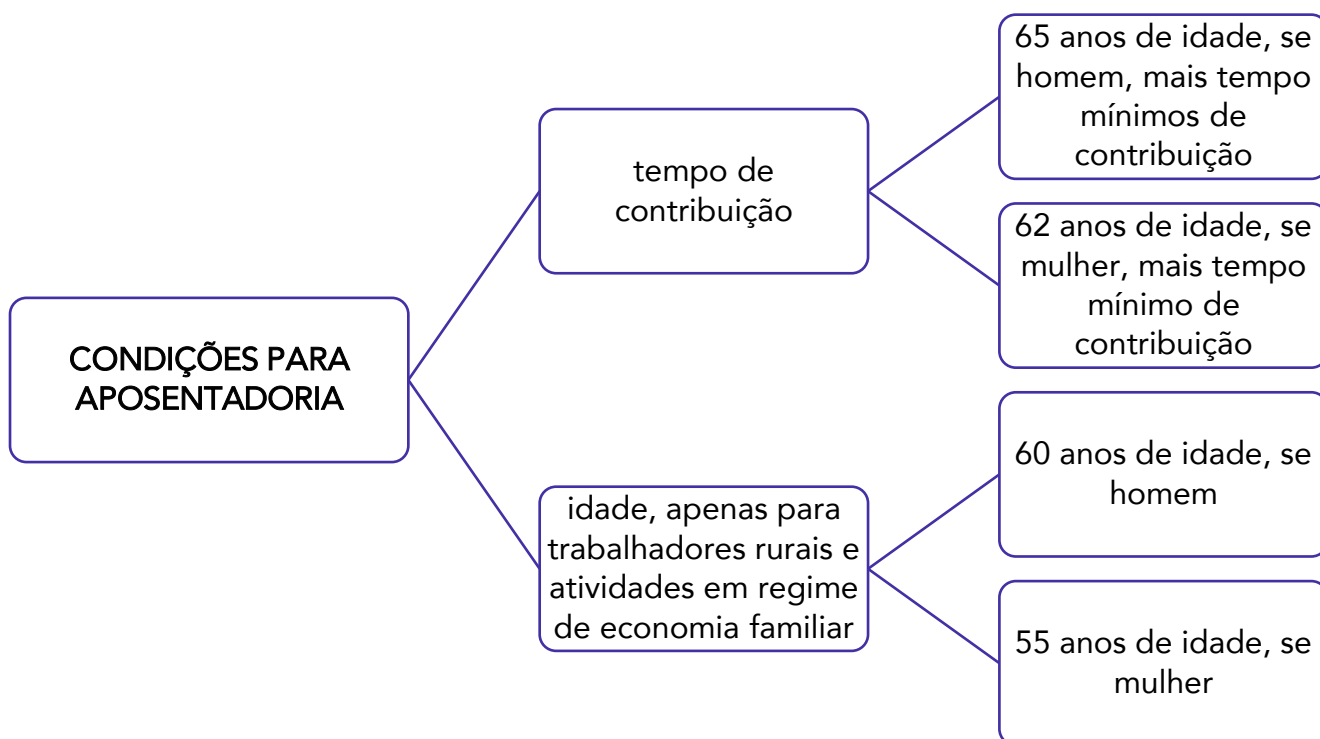 CONDIÇÕES PARA
APOSENTADORIA
tempo de
contribuição
65 anos de idade, se
homem, mais tempo
mínimos de
contribuição
62 anos de idade, se
mulher, mais tempo
mínimo de
contribuição
idade, apenas para
trabalhadores rurais e
atividades em regime
de economia familiar
60 anos de idade, se
homem
55 anos de idade, se
mulher